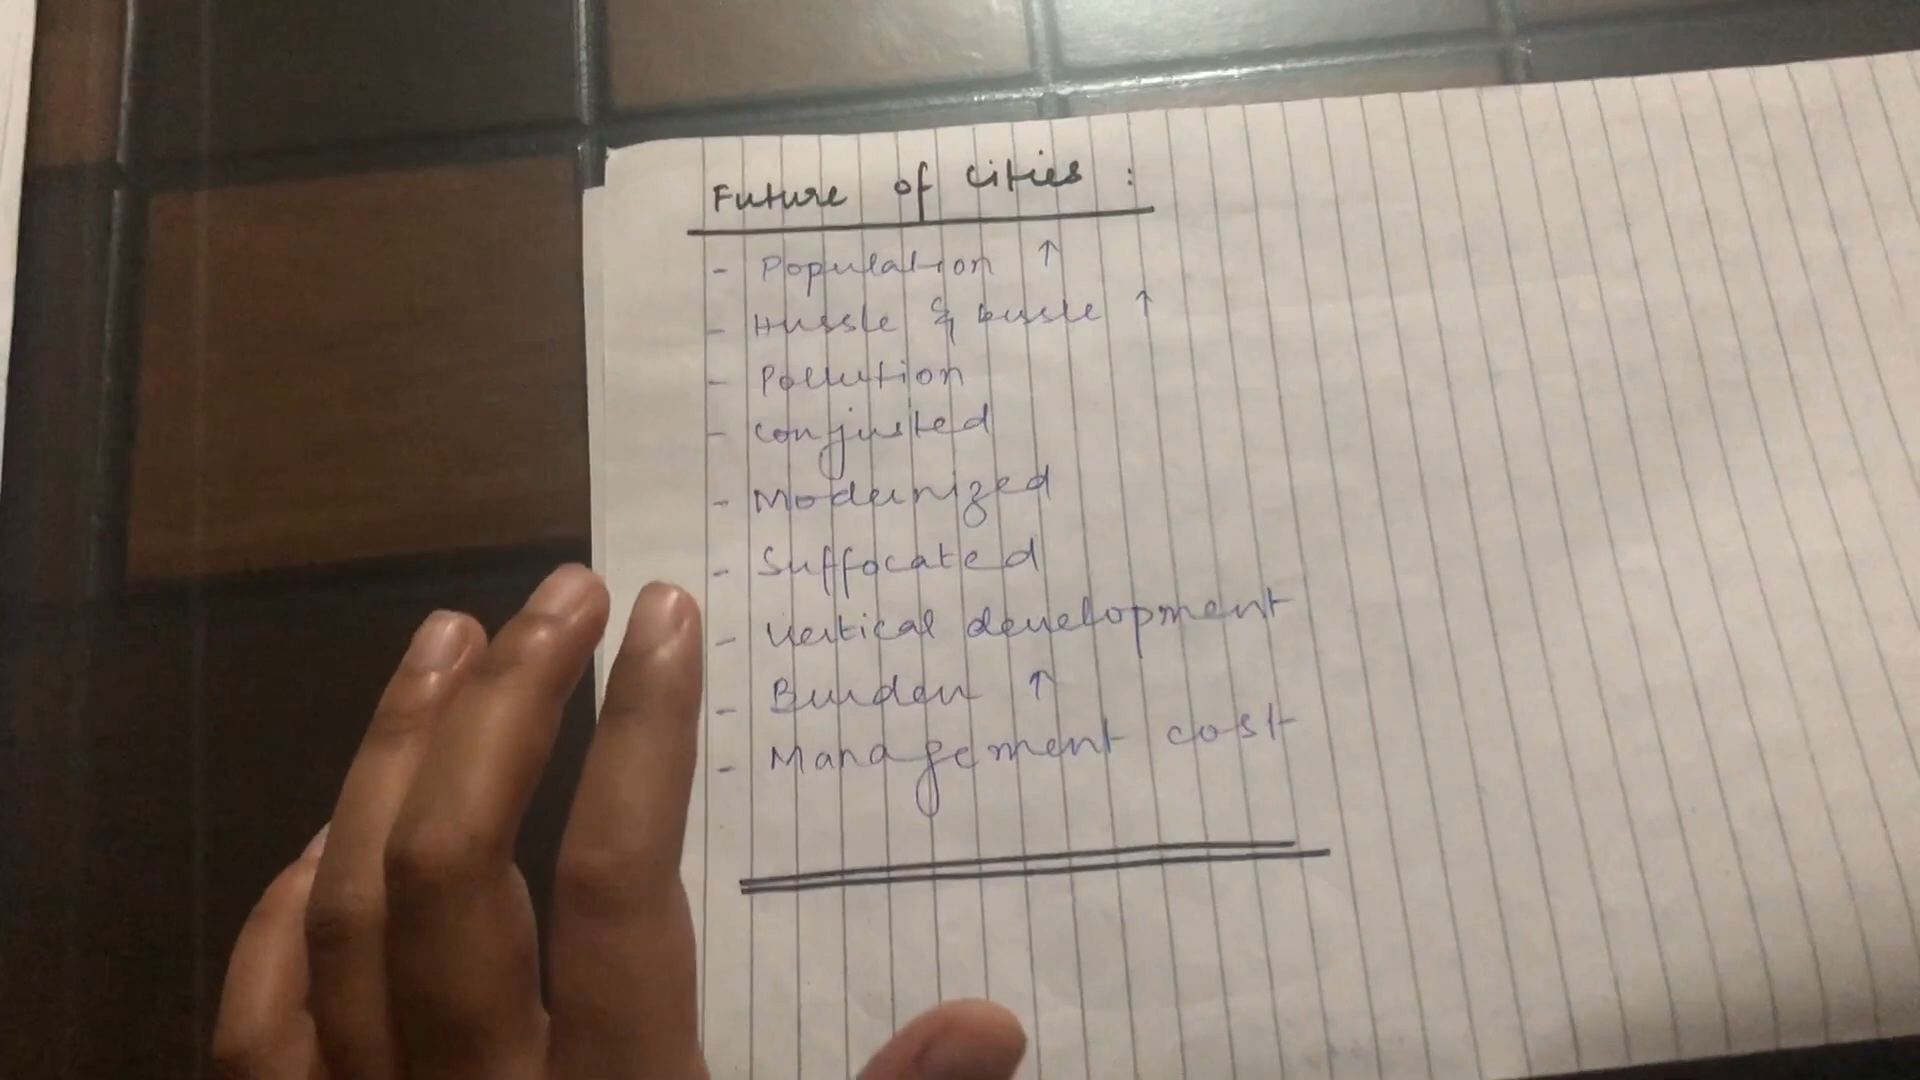 Future of cities :
- Population ↑
- Hussle & bussle ↑
- Pollution
- conjusted
- Modernized
- Suffocated
- Vertical development
- Burden ↑
- Management cost